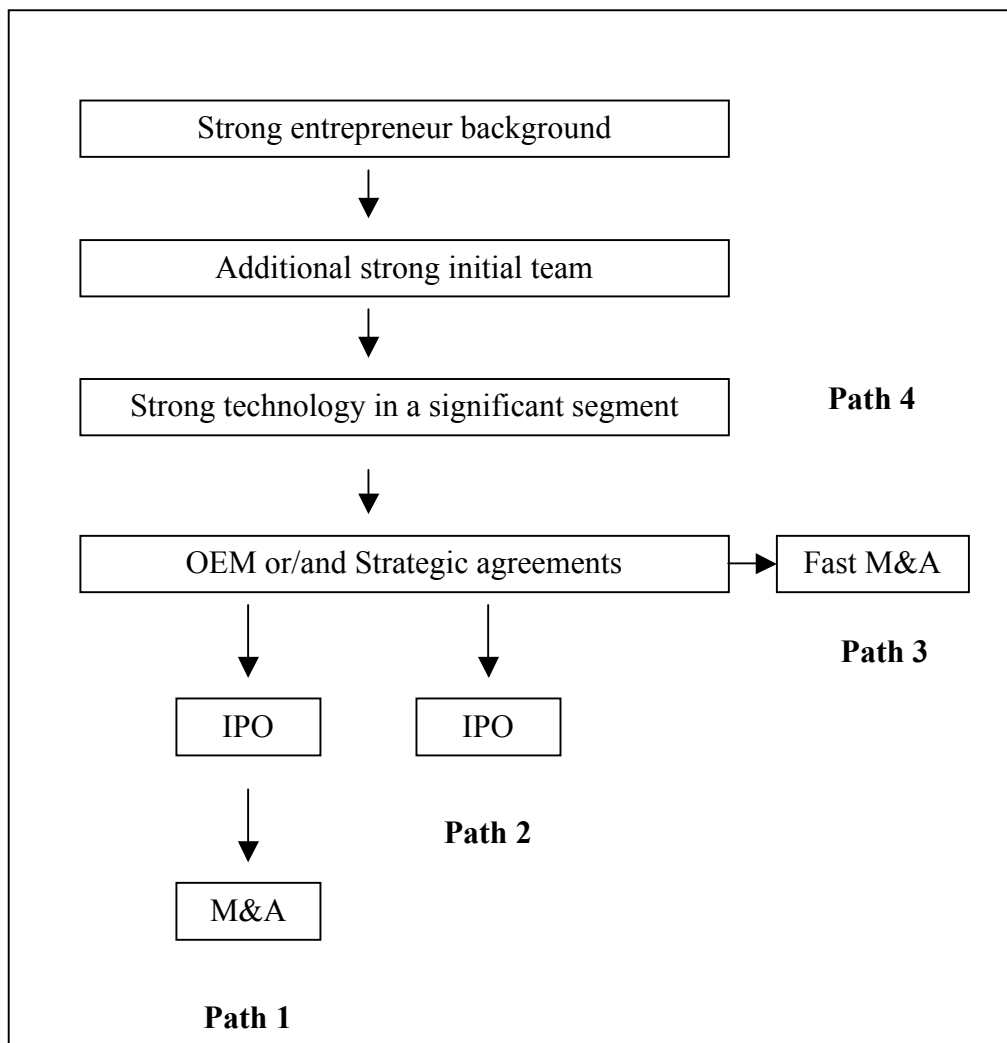 Strong entrepreneur background
Additional strong initial team
Strong technology in a significant segment
Path 4
OEM or/and Strategic agreements
Fast M&A
Path 3
IPO
IPO
Path 2
M&A
Path 1